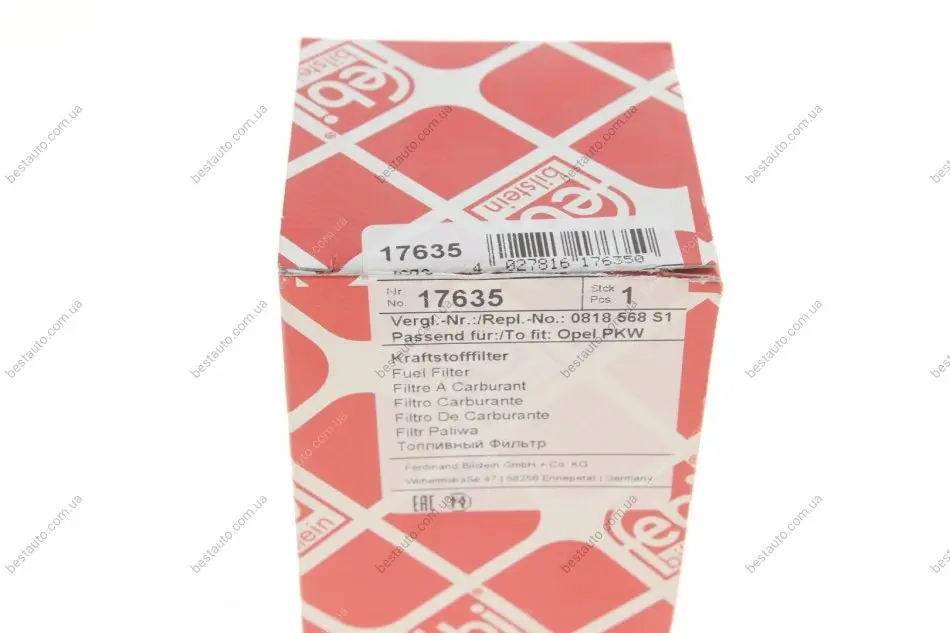 febi
bilstein
febi
bilstein
17635
4 027816 176350
Nr.
No. 17635
Stck
Pcs 1
Vergl.-Nr.:/Repl.-No.: 0818 568 S1
Passend für:/To fit: Opel PKW
Kraftstofffilter
Fuel Filter
Filtre A Carburant
Filtro Carburante
Filtro De Carburante
Filtr Paliwa
Топливный Фильтр
Ferdinand Bilstein GmbH + Co. KG
Wilhelmstraße 47 | 58256 Ennepetal | Germany
EAC
bestauto.com.ua